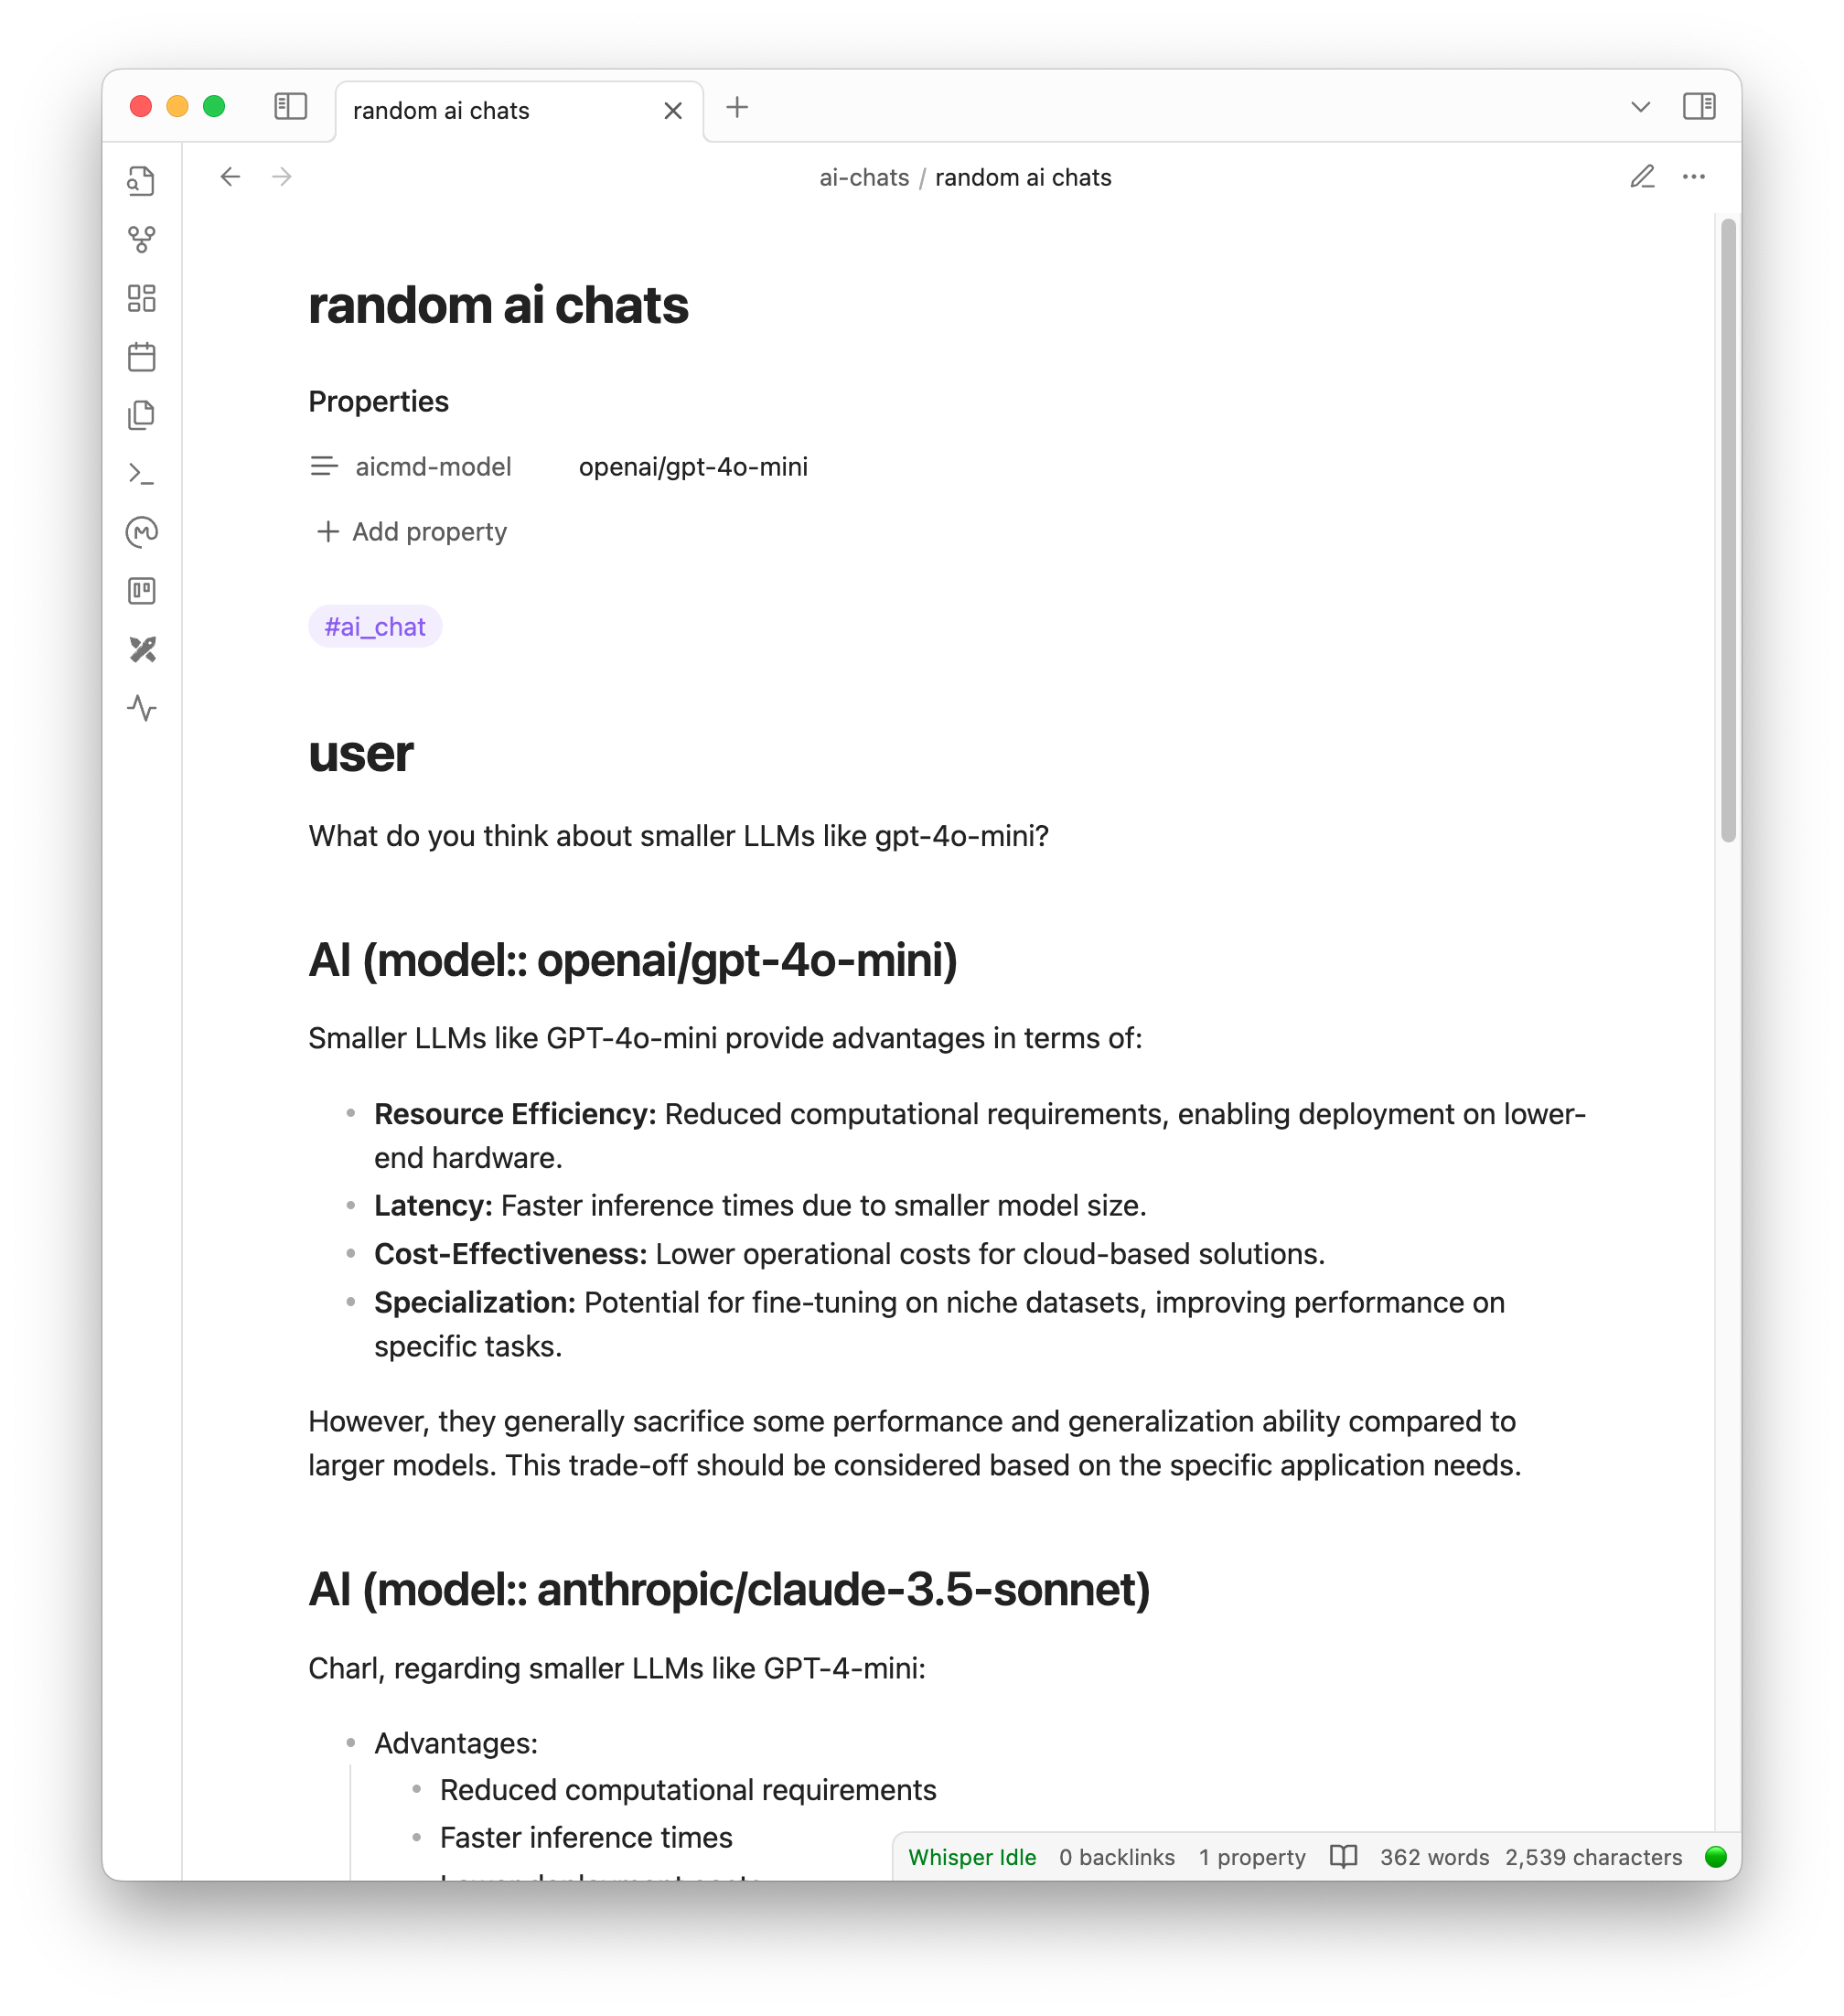 random ai chats
ai-chats / random ai chats
random ai chats
Properties
aicmd-model openai/gpt-4o-mini
Add property
#ai_chat
user
What do you think about smaller LLMs like gpt-4o-mini?
AI (model:: openai/gpt-4o-mini)
Smaller LLMs like GPT-4o-mini provide advantages in terms of:
Resource Efficiency: Reduced computational requirements, enabling deployment on lower-
end hardware.
Latency: Faster inference times due to smaller model size.
Cost-Effectiveness: Lower operational costs for cloud-based solutions.
Specialization: Potential for fine-tuning on niche datasets, improving performance on
specific tasks.
However, they generally sacrifice some performance and generalization ability compared to
larger models. This trade-off should be considered based on the specific application needs.
AI (model:: anthropic/claude-3.5-sonnet)
Charl, regarding smaller LLMs like GPT-4-mini:
Advantages:
Reduced computational requirements
Faster inference times
Whisper Idle 0 backlinks 1 property 362 words 2,539 characters